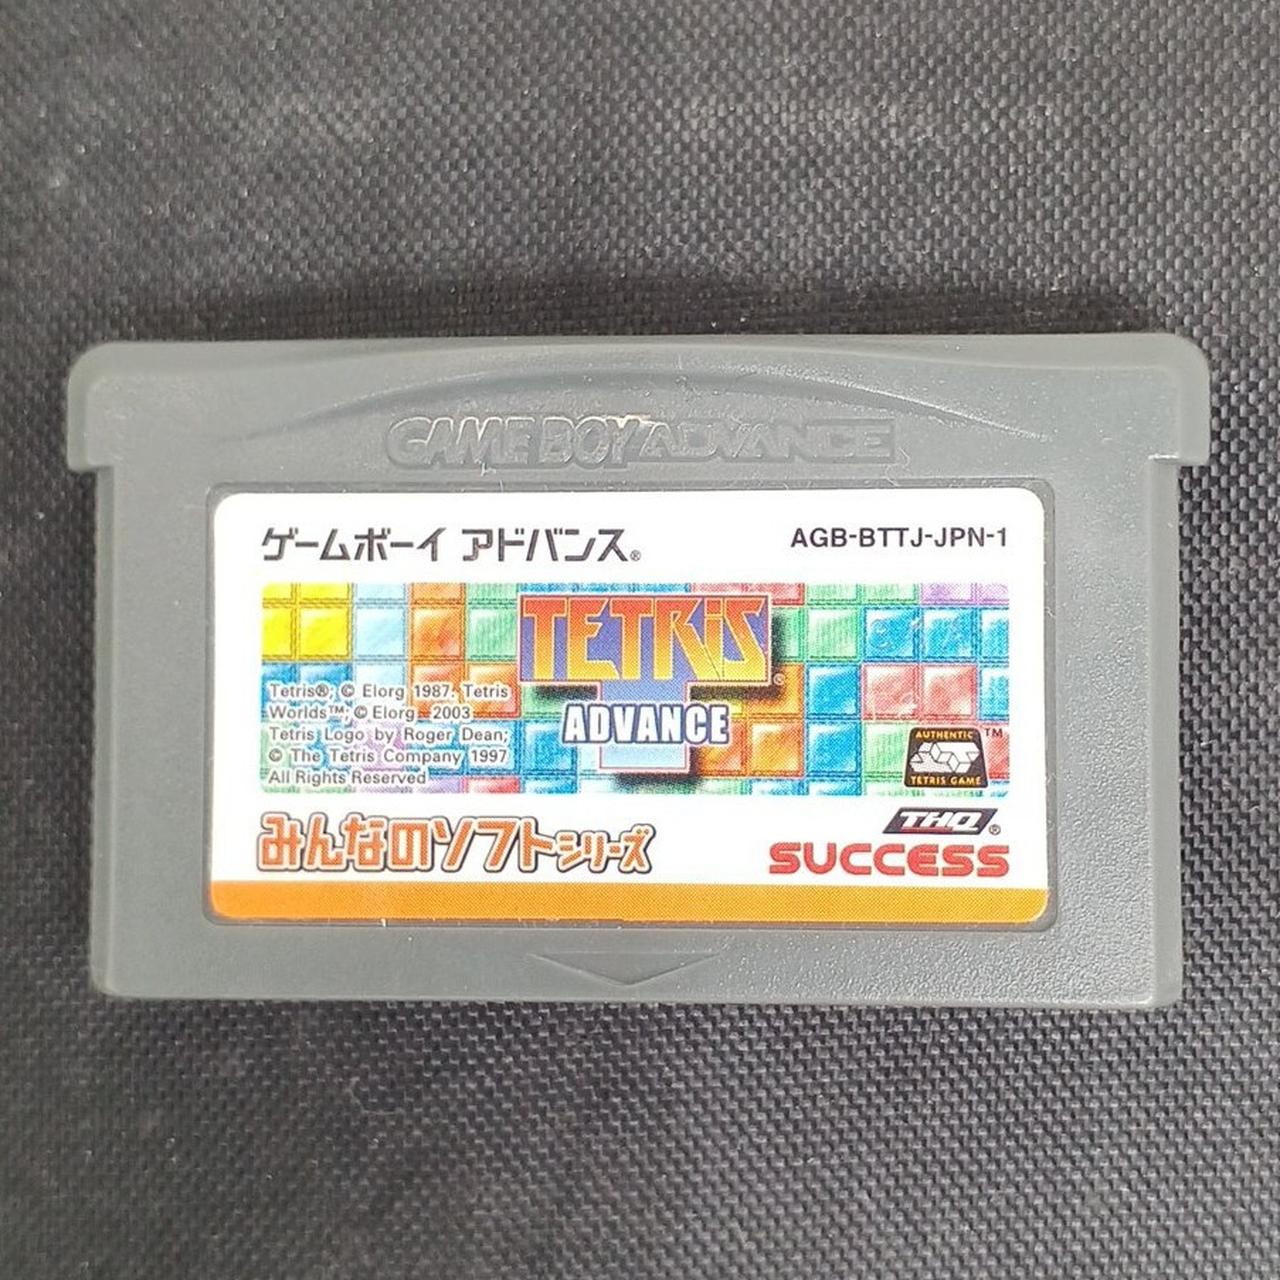 GAME BOY ADVANCE
ゲームボーイ アドバンス®
AGB-BTTJ-JPN-1
TETRiS®
ADVANCE
Tetris®; © Elorg 1987. Tetris
Worlds™; © Elorg 2003
Tetris Logo by Roger Dean;
© The Tetris Company 1997
All Rights Reserved
AUTHENTIC ™
TETRIS GAME
みんなのソフトシリーズ
THQ®
SUCCESS